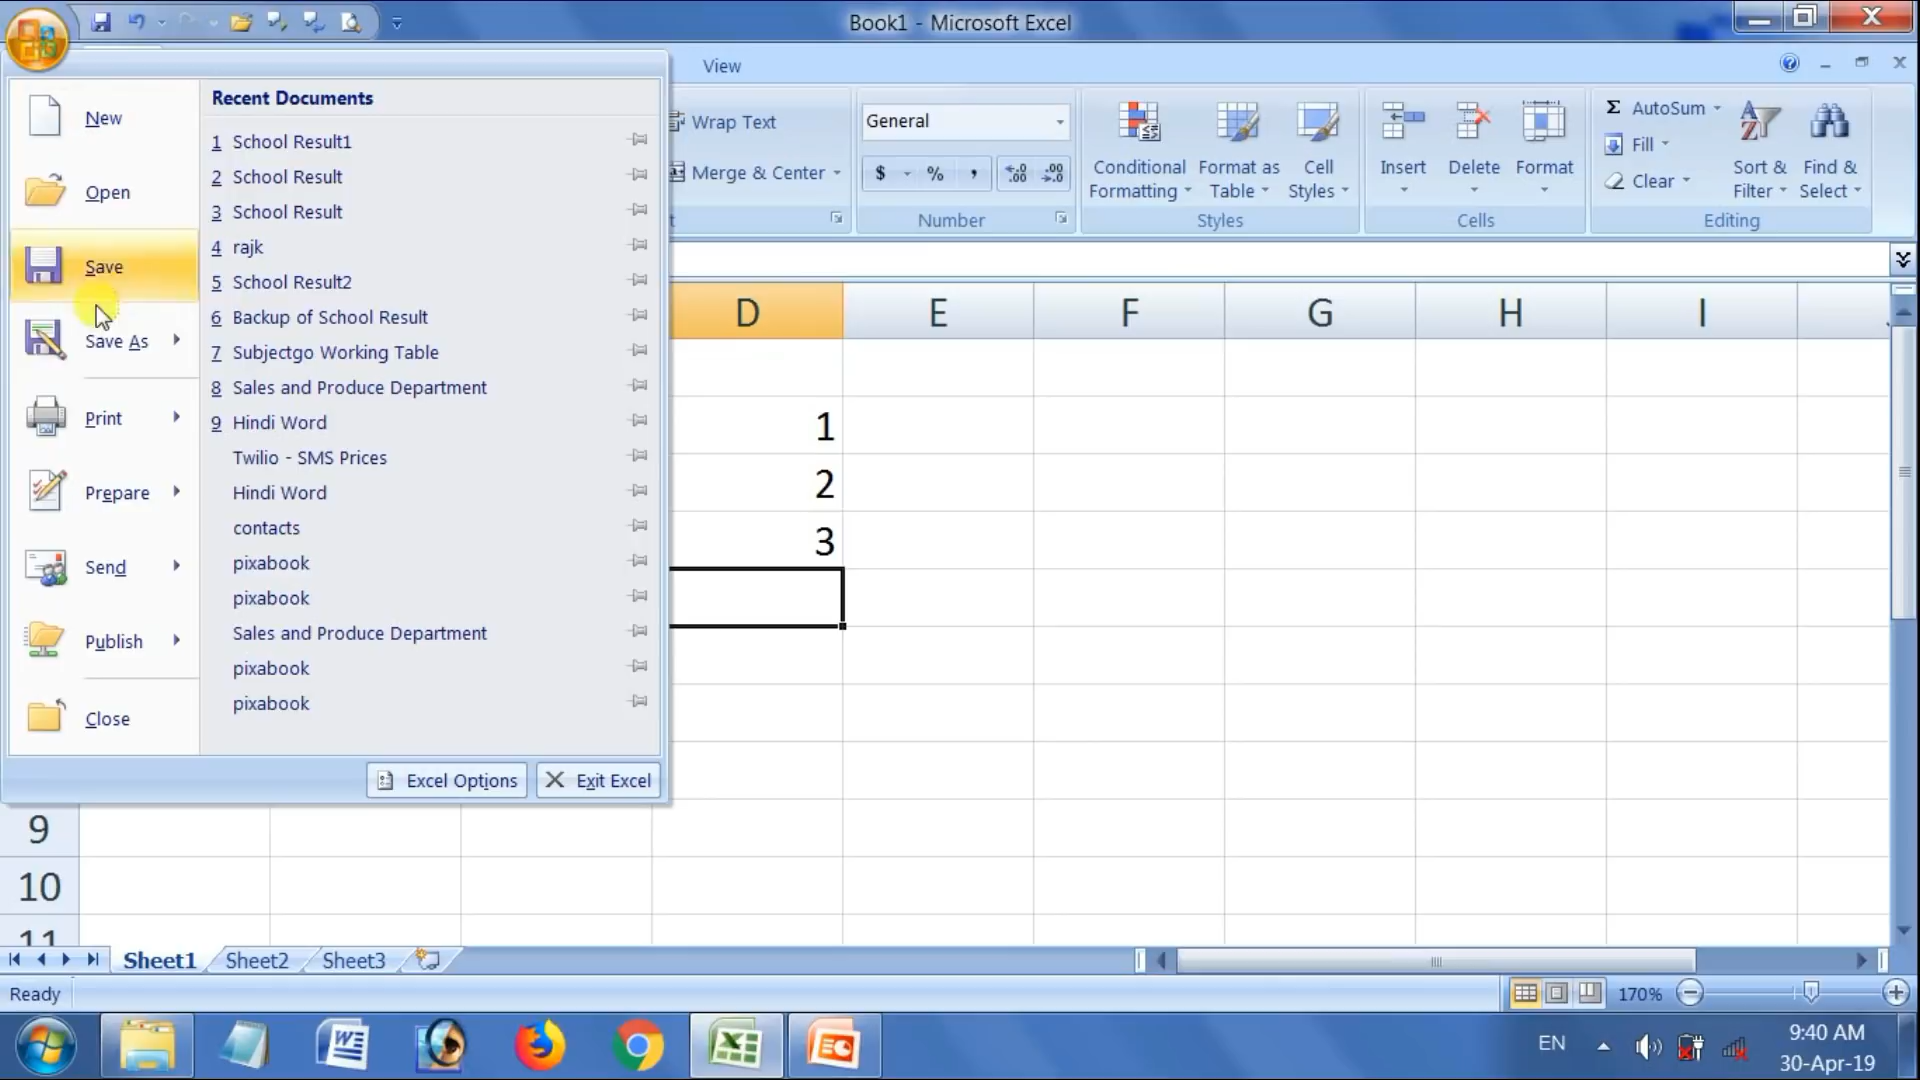 Book1 - Microsoft Excel
View
New
Open
Save
Save As
Print
Prepare
Send
Publish
Close
Recent Documents
1 School Result1
2 School Result
3 School Result
4 rajk
5 School Result2
6 Backup of School Result
7 Subjectgo Working Table
8 Sales and Produce Department
9 Hindi Word
Twilio - SMS Prices
Hindi Word
contacts
pixabook
pixabook
Sales and Produce Department
pixabook
pixabook
Excel Options
Exit Excel
Wrap Text
Merge & Center
General
$ % ,
Number
Conditional Formatting
Format as Table
Cell Styles
Styles
Insert
Delete
Format
Cells
Σ AutoSum
Fill
Clear
Sort & Filter
Find & Select
Editing
D E F G H I
1
2
3
9
10
11
Sheet1 Sheet2 Sheet3
Ready
170%
EN
9:40 AM
30-Apr-19